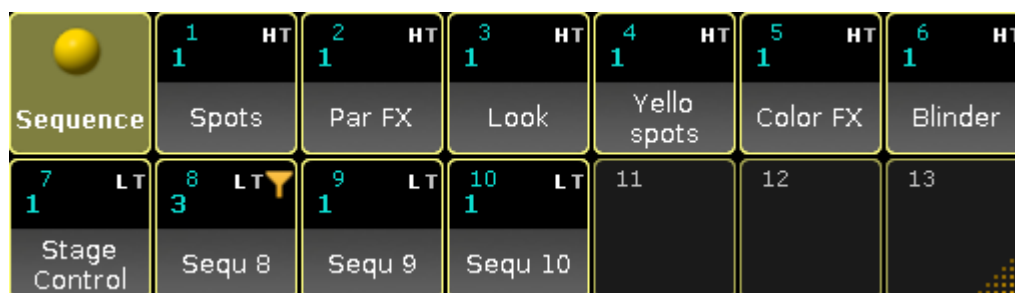 1 HT 2 HT 3 HT 4 HT 5 HT 6 HT
1 1 1 1 1 1
Sequence Spots Par FX Look Yello spots Color FX Blinder
7 LT 8 LT 9 LT 10 LT 11 12 13
1 3 1 1
Stage Control Sequ 8 Sequ 9 Sequ 10